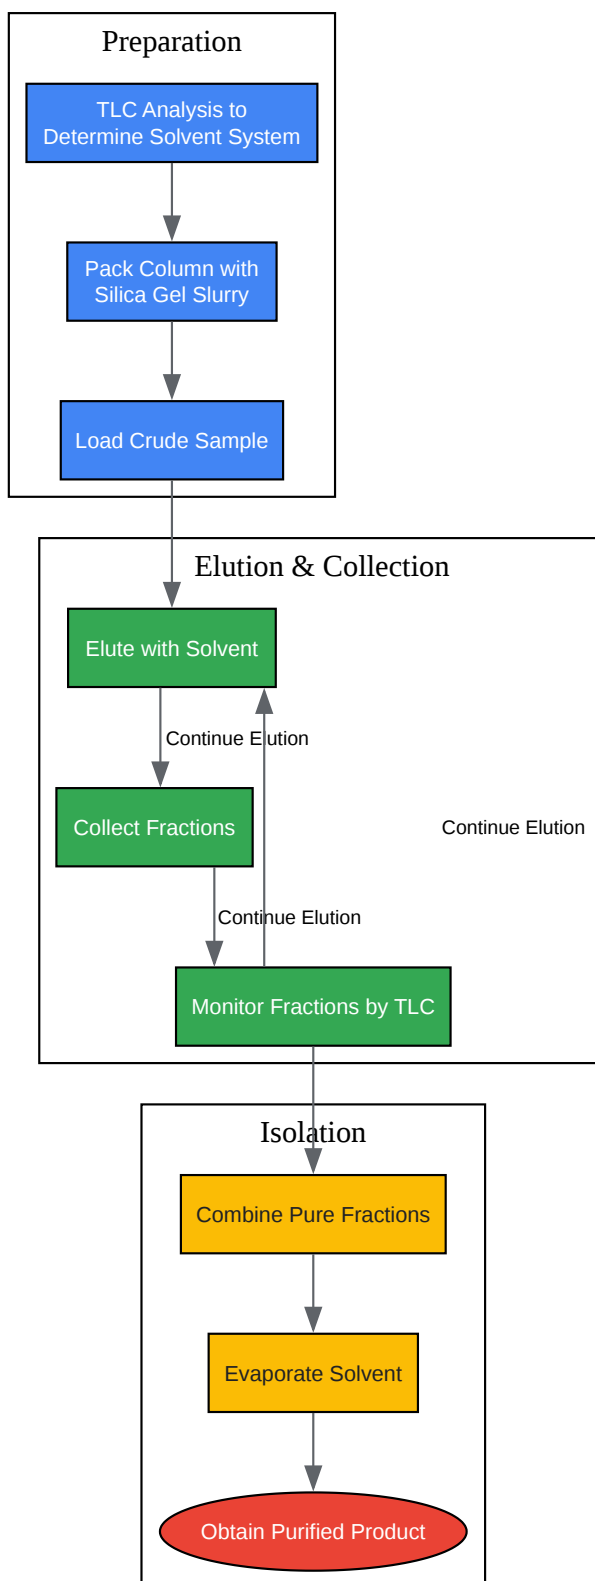 Preparation
TLC Analysis to
Determine Solvent System
Pack Column with
Silica Gel Slurry
Load Crude Sample
Elution & Collection
Elute with Solvent
Continue Elution
Collect Fractions
Continue Elution
Continue Elution
Monitor Fractions by TLC
Isolation
Combine Pure Fractions
Evaporate Solvent
Obtain Purified Product